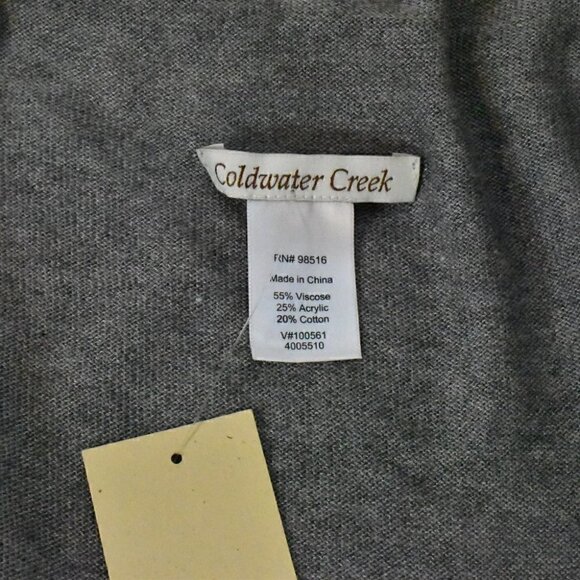 Coldwater Creek
RN# 98516
Made in China
55% Viscose
25% Acrylic
20% Cotton
V#100561
4005510